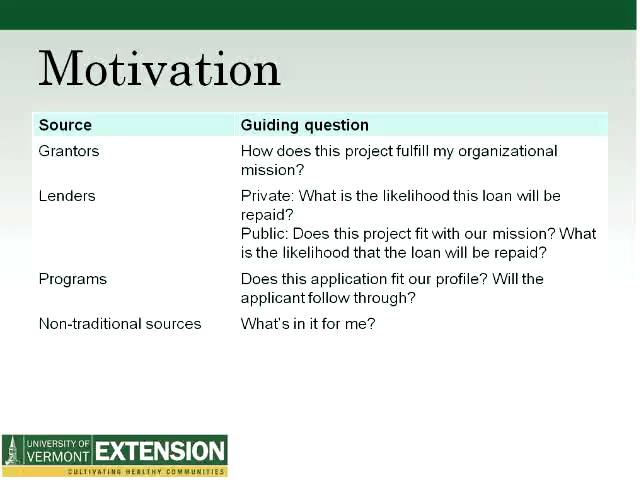 Motivation
Source
Guiding question
Grantors
How does this project fulfill my organizational
mission?
Lenders
Private: What is the likelihood this loan will be
repaid?
Public: Does this project fit with our mission? What
is the likelihood that the loan will be repaid?
Programs
Does this application fit our profile? Will the
applicant follow through?
Non-traditional sources
What's in it for me?
UNIVERSITY OF
VERMONT
EXTENSION
CULTIVATING HEALTHY COMMUNITIES